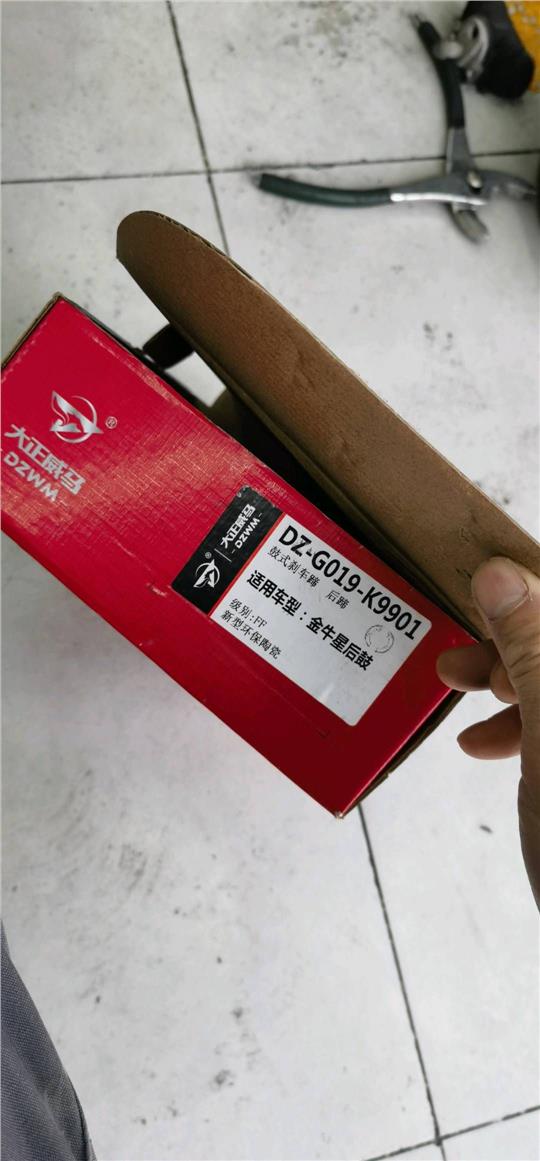 ®
大正威马
-DZWM-
®
大正威马
-DZWM-
DZ-G019-K9901
鼓式刹车蹄 后蹄
适用车型：金牛星后鼓
级别:FF
新型环保陶瓷